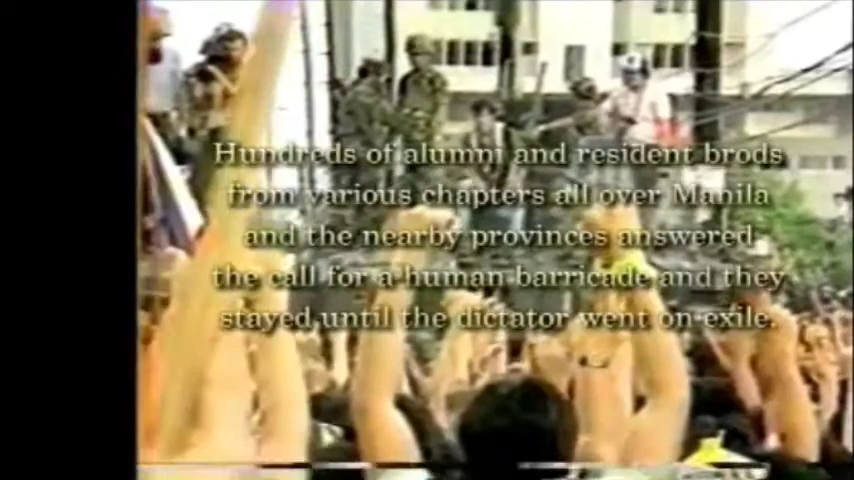 Hundreds of alumni and resident brods
from various chapters all over Manila
and the nearby provinces answered
the call for a human barricade and they
stayed until the dictator went on exile.